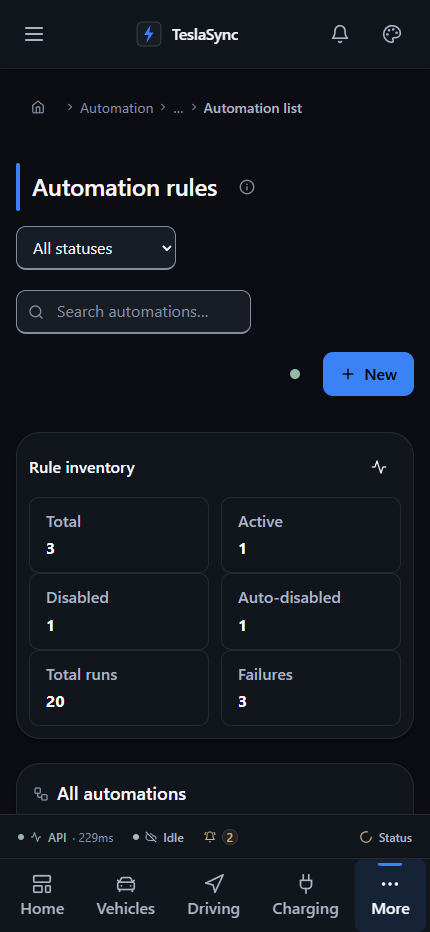 TeslaSync
Automation ... Automation list
Automation rules
All statuses
Search automations...
New
Rule inventory
Total
3
Active
1
Disabled
1
Auto-disabled
1
Total runs
20
Failures
3
All automations
API · 229ms Idle 2 Status
Home Vehicles Driving Charging More